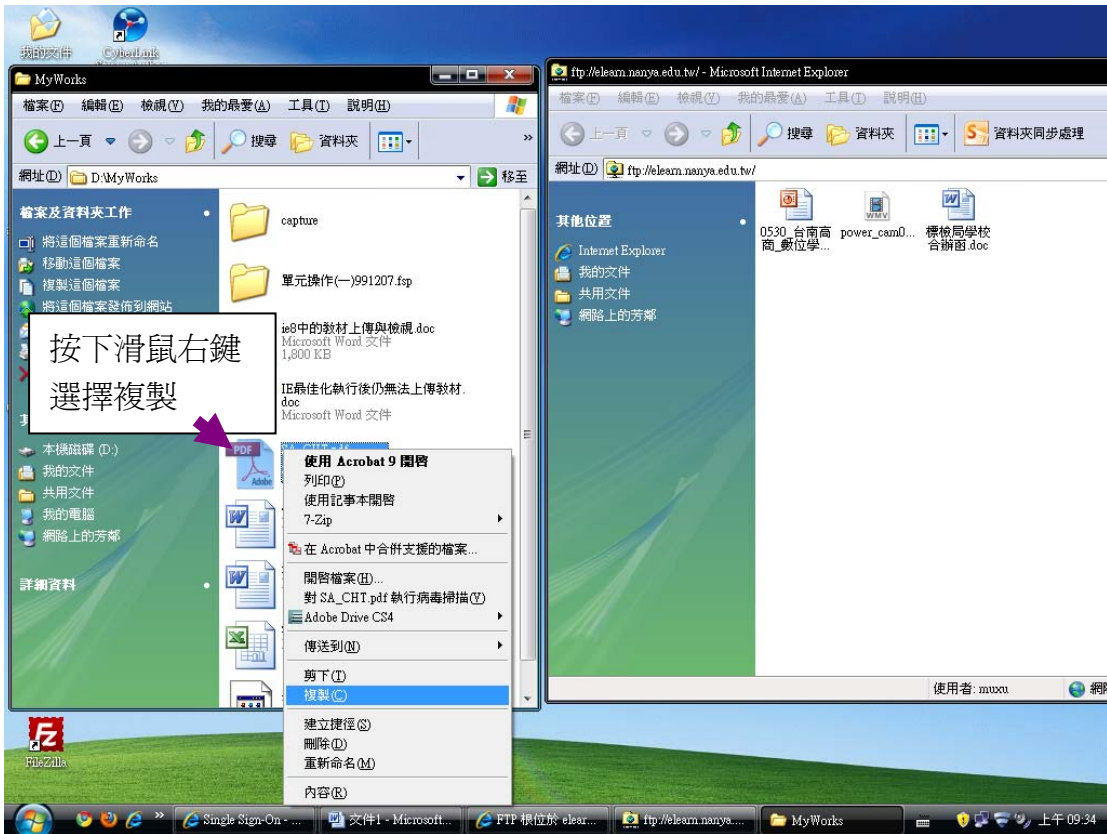 我的文件
CyberLink
MyWorks
檔案(F) 編輯(E) 檢視(V) 我的最愛(A) 工具(T) 說明(H)
上一頁 搜尋 資料夾 »
網址(D) D:\MyWorks 移至
檔案及資料夾工作
將這個檔案重新命名
移動這個檔案
複製這個檔案
將這個檔案發佈到網站
本機磁碟 (D:)
我的文件
共用文件
我的電腦
網路上的芳鄰
詳細資料
capture
單元操作(一)991207.fsp
ie8中的教材上傳與檢視.doc
Microsoft Word 文件
1,800 KB
IE最佳化執行後仍無法上傳教材.
doc
Microsoft Word 文件
按下滑鼠右鍵
選擇複製
PDF
Adobe
使用 Acrobat 9 開啓
列印(P)
使用記事本開啓
7-Zip
在 Acrobat 中合併支援的檔案...
開啓檔案(H)...
對 SA_CHT.pdf 執行病毒掃描(Y)
Adobe Drive CS4
傳送到(N)
剪下(T)
複製(C)
建立捷徑(S)
刪除(D)
重新命名(M)
內容(R)
ftp://elearn.nanya.edu.tw/ - Microsoft Internet Explorer
檔案(F) 編輯(E) 檢視(V) 我的最愛(A) 工具(T) 說明(H)
上一頁 搜尋 資料夾 資料夾同步處理
網址(D) ftp://elearn.nanya.edu.tw/
其他位置
Internet Explorer
我的文件
共用文件
網路上的芳鄰
0530_台南高
商_數位學...
WMV
power_cam0...
標檢局學校
合辦函.doc
使用者: muxu
FileZilla
» Single Sign-On - ... 文件1 - Microsoft... FTP 根位於 elear... ftp://elearn.nanya.... MyWorks 上午 09:34